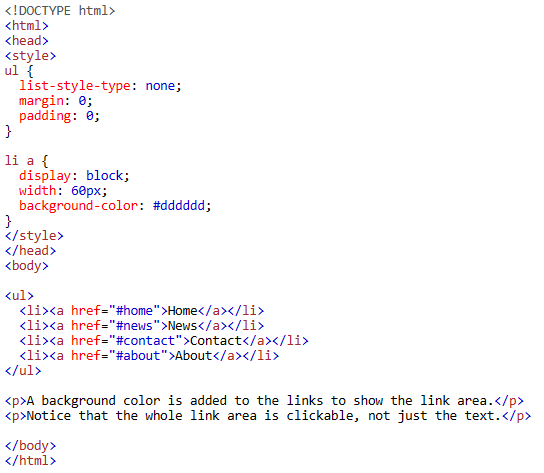 <!DOCTYPE html>
<html>
<head>
<style>
ul {
  list-style-type: none;
  margin: 0;
  padding: 0;
}

li a {
  display: block;
  width: 60px;
  background-color: #dddddd;
}
</style>
</head>
<body>

<ul>
  <li><a href="#home">Home</a></li>
  <li><a href="#news">News</a></li>
  <li><a href="#contact">Contact</a></li>
  <li><a href="#about">About</a></li>
</ul>

<p>A background color is added to the links to show the link area.</p>
<p>Notice that the whole link area is clickable, not just the text.</p>

</body>
</html>